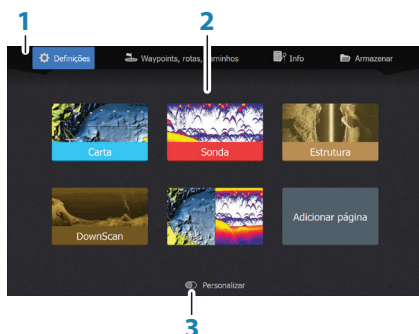 1
2
Definições
Waypoints, rotas, caminhos
Info
Armazenar
Carta
Sonda
Estrutura
DownScan
Adicionar página
Personalizar
3